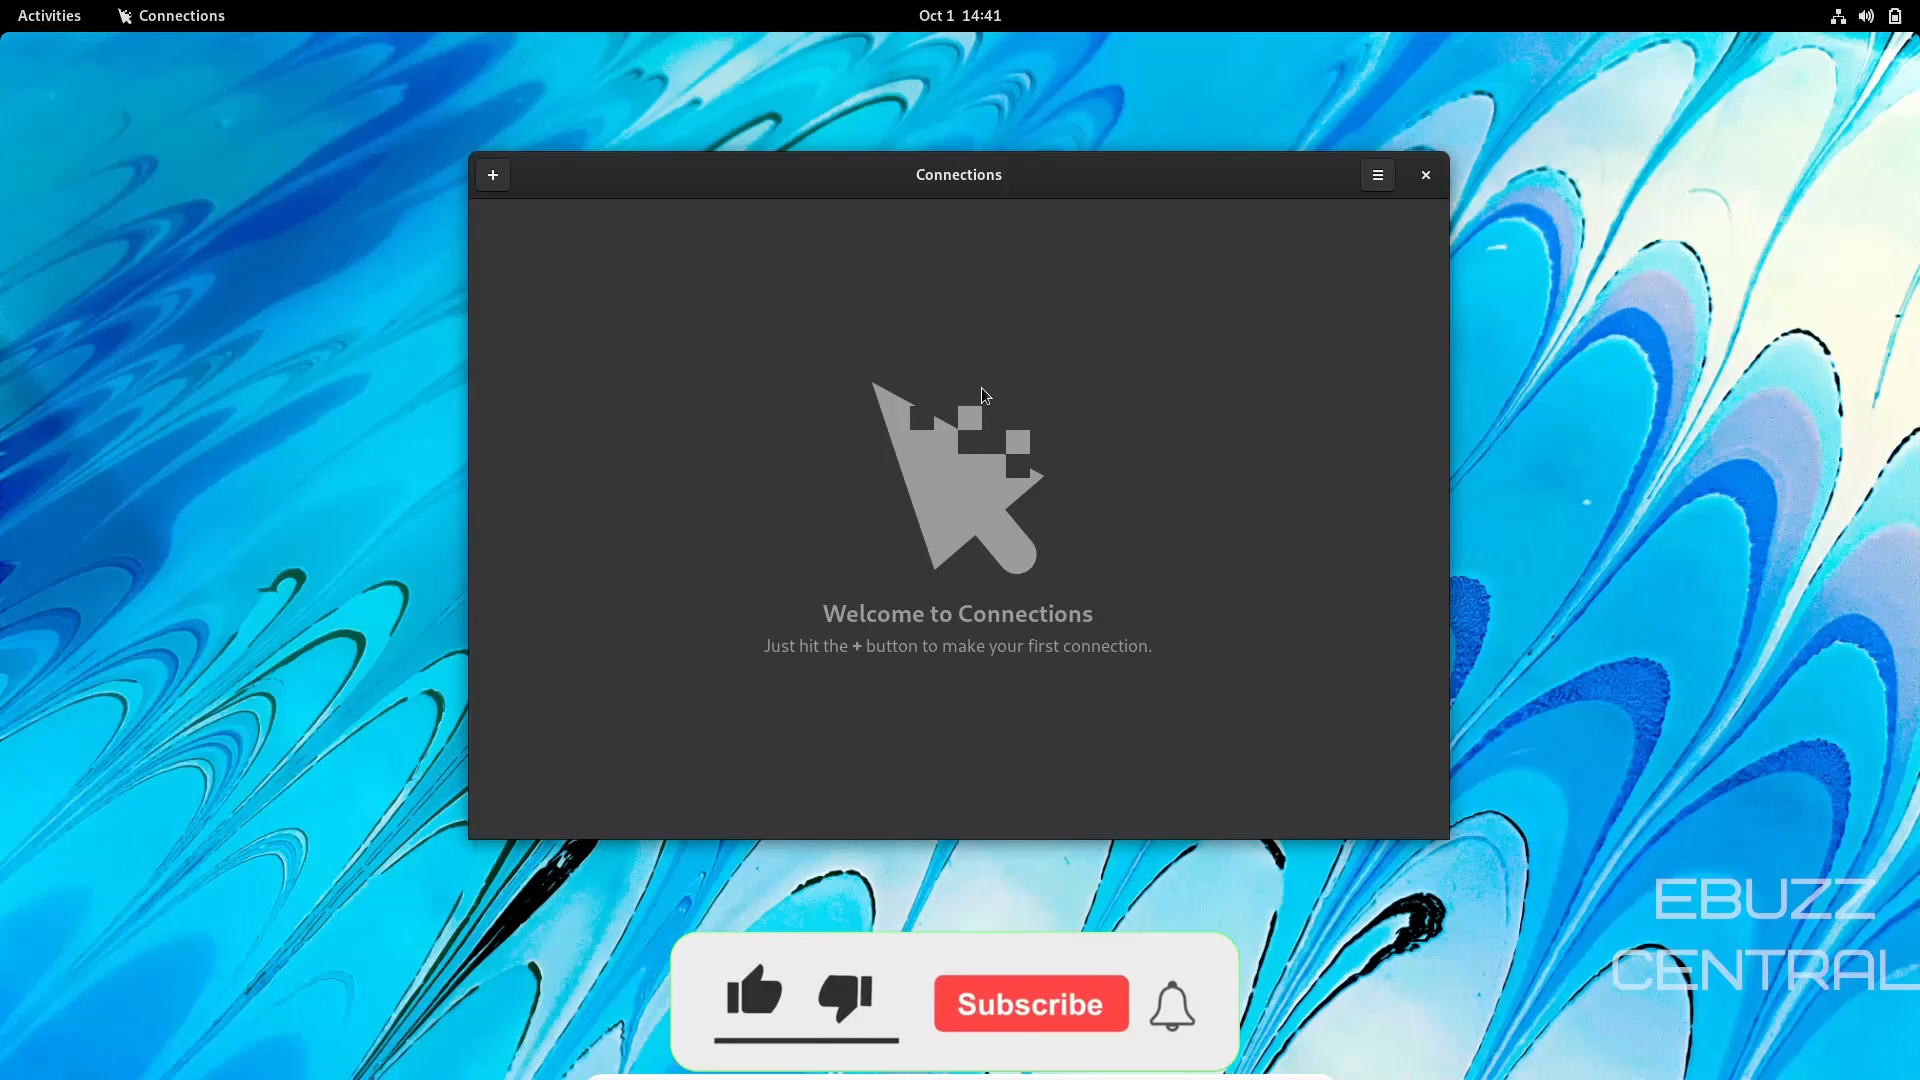 Activities
Connections
Oct 1 14:41
Connections
Welcome to Connections
Just hit the + button to make your first connection.
EBUZZ
CENTRAL
Subscribe